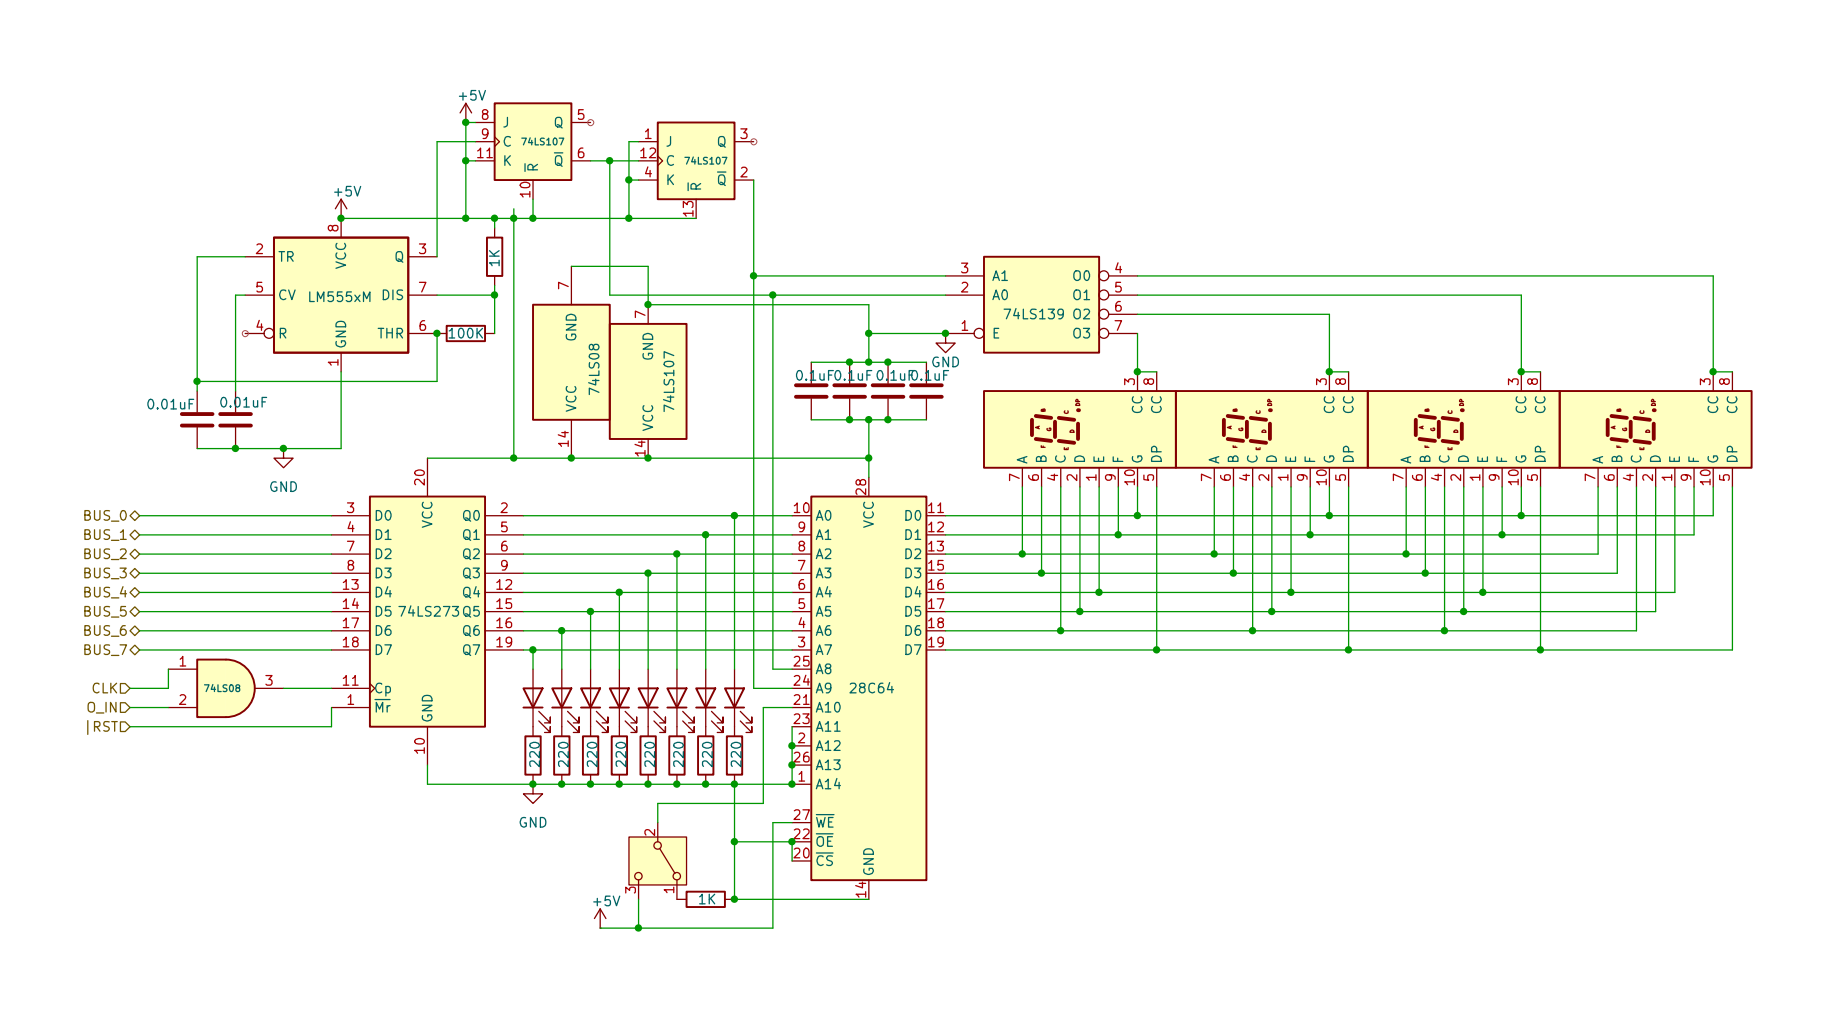 +5V
8 J Q 5
9 C 74LS107
11 K Q 6
R
10
1 J Q 3
12 C 74LS107
4 K Q 2
R
13
+5V
8
VCC
2 TR Q 3
5 CV LM555xM DIS 7
4 R THR 6
GND
1
1K
100K
0.01uF
0.01uF
GND
7
GND
74LS08
VCC
14
7
GND
74LS107
VCC
14
3 A1 O0 4
2 A0 O1 5
74LS139 O2 6
1 E O3 7
GND
0.1uF 0.1uF 0.1uF 0.1uF
3 8 3 8 3 8 3 8
CC CC CC CC CC CC CC CC
A B C D E F G DP A B C D E F G DP A B C D E F G DP A B C D E F G DP
7 6 4 2 1 9 10 5 7 6 4 2 1 9 10 5 7 6 4 2 1 9 10 5 7 6 4 2 1 9 10 5
20
VCC
28
VCC
BUS_0 3 D0 Q0 2 10 A0 D0 11
BUS_1 4 D1 Q1 5 9 A1 D1 12
BUS_2 7 D2 Q2 6 8 A2 D2 13
BUS_3 8 D3 Q3 9 7 A3 D3 15
BUS_4 13 D4 Q4 12 6 A4 D4 16
BUS_5 14 D5 74LS273 Q5 15 5 A5 D5 17
BUS_6 17 D6 Q6 16 4 A6 D6 18
BUS_7 18 D7 Q7 19 3 A7 D7 19
25 A8
CLK 1 74LS08 3 11 Cp 24 A9 28C64
O_IN 2 1 Mr 21 A10
|RST
GND
10
23 A11
2 A12
26 A13
1 A14
220 220 220 220 220 220 220 220
GND
27 WE
22 OE
20 CS
GND
14
2
3 1
1K
+5V